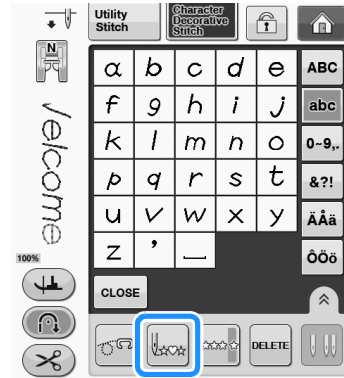 Utility
Stitch
Character
Decorative
Stitch
N
a b c d e ABC
f g h i j abc
k l m n o 0~9,.
p q r s t &?!
u v w x y ÄÅä
z , _ ÔÖö
Welcome
100%
CLOSE
DELETE